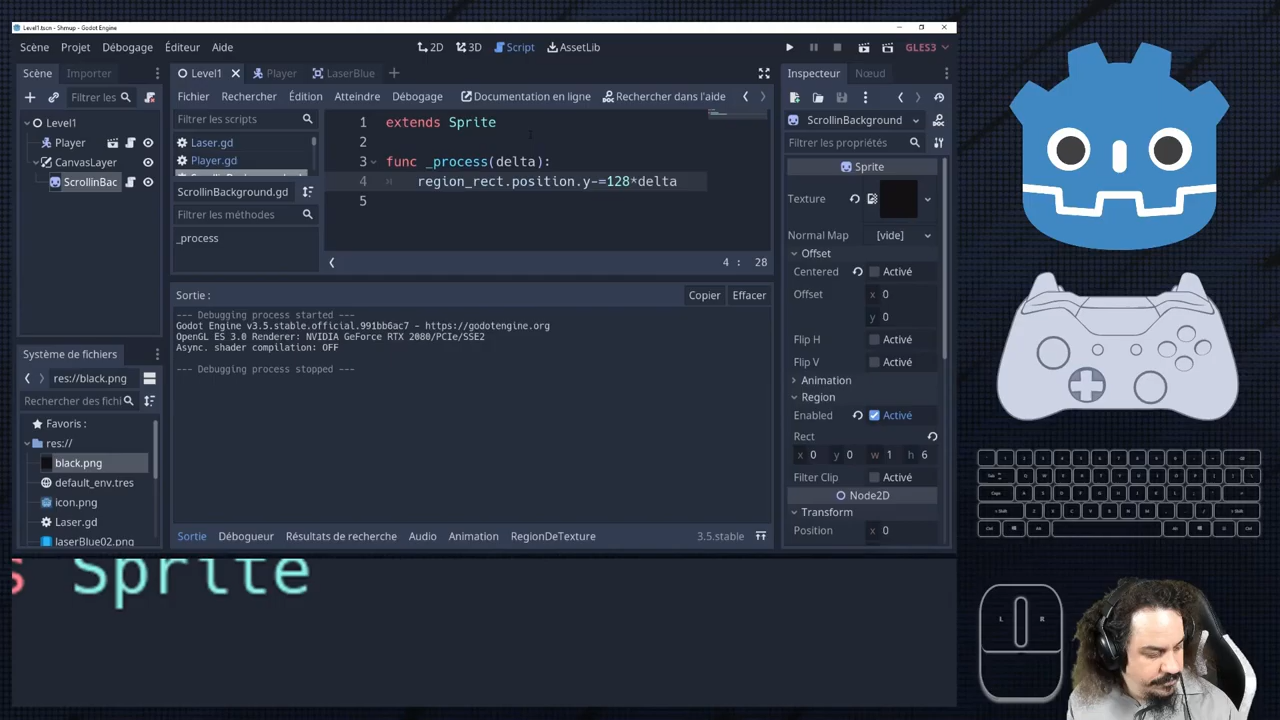 Level1.tscn - Shmup - Godot Engine
Scène Projet Débogage Éditeur Aide
2D 3D Script AssetLib
GLES3
Scène Importer
Level1 Player LaserBlue
Inspecteur Nœud
Filtrer les
Fichier Rechercher Édition Atteindre Débogage Documentation en ligne Rechercher dans l'aide
Level1
Player
CanvasLayer
ScrollinBac
Filtrer les scripts
Laser.gd
Player.gd
ScrollinBackground.gd
Filtrer les méthodes
_process
1 extends Sprite
2
3 func _process(delta):
4 region_rect.position.y-=128*delta
5
4 : 28
Sortie :
Copier Effacer
--- Debugging process started ---
Godot Engine v3.5.stable.official.991bb6ac7 - https://godotengine.org
OpenGL ES 3.0 Renderer: NVIDIA GeForce RTX 2080/PCIe/SSE2
Async. shader compilation: OFF
--- Debugging process stopped ---
Sortie Débogueur Résultats de recherche Audio Animation RegionDeTexture 3.5.stable
Système de fichiers
res://black.png
Recherche des fichi
Favoris :
res://
black.png
default_env.tres
icon.png
Laser.gd
laserBlue02.png
ScrollinBackground
Filtrer les propriétés
Sprite
Texture
Normal Map [vide]
Offset
Centered Activé
Offset x 0
y 0
Flip H Activé
Flip V Activé
Animation
Region
Enabled Activé
Rect
x 0 y 0 w 1 h 6
Filter Clip Activé
Node2D
Transform
Position x 0
s Sprite
L R